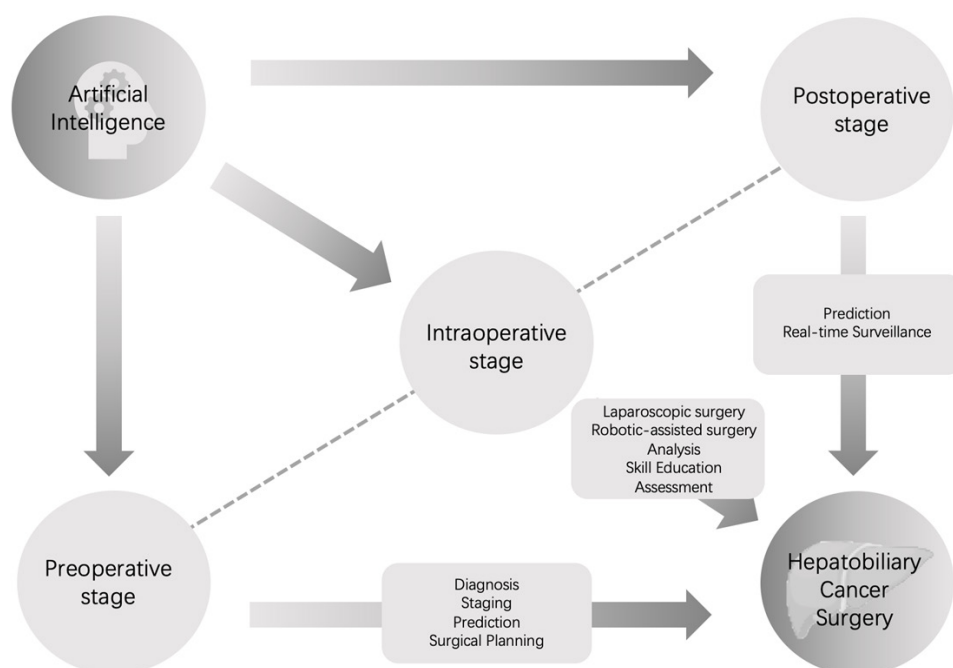 Artificial
Intelligence
Postoperative
stage
Intraoperative
stage
Prediction
Real-time Surveillance
Laparoscopic surgery
Robotic-assisted surgery
Analysis
Skill Education
Assessment
Preoperative
stage
Diagnosis
Staging
Prediction
Surgical Planning
Hepatobiliary
Cancer
Surgery